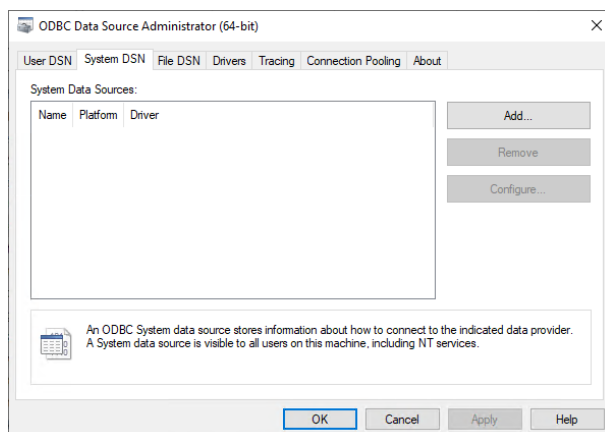 ODBC Data Source Administrator (64-bit)
User DSN System DSN File DSN Drivers Tracing Connection Pooling About
System Data Sources:
Name Platform Driver
Add...
Remove
Configure...
An ODBC System data source stores information about how to connect to the indicated data provider.
A System data source is visible to all users on this machine, including NT services.
OK Cancel Apply Help